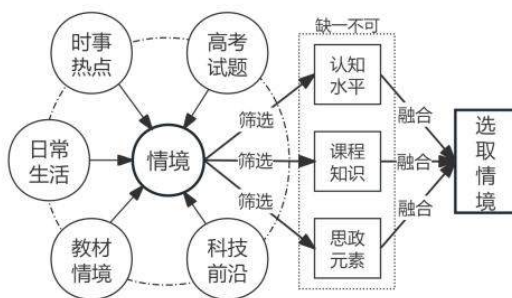 缺一不可
时事
热点
高考
试题
日常
生活
情境
教材
情境
科技
前沿
筛选
筛选
筛选
认知
水平
课程
知识
思政
元素
融合
融合
融合
选
取
情
境